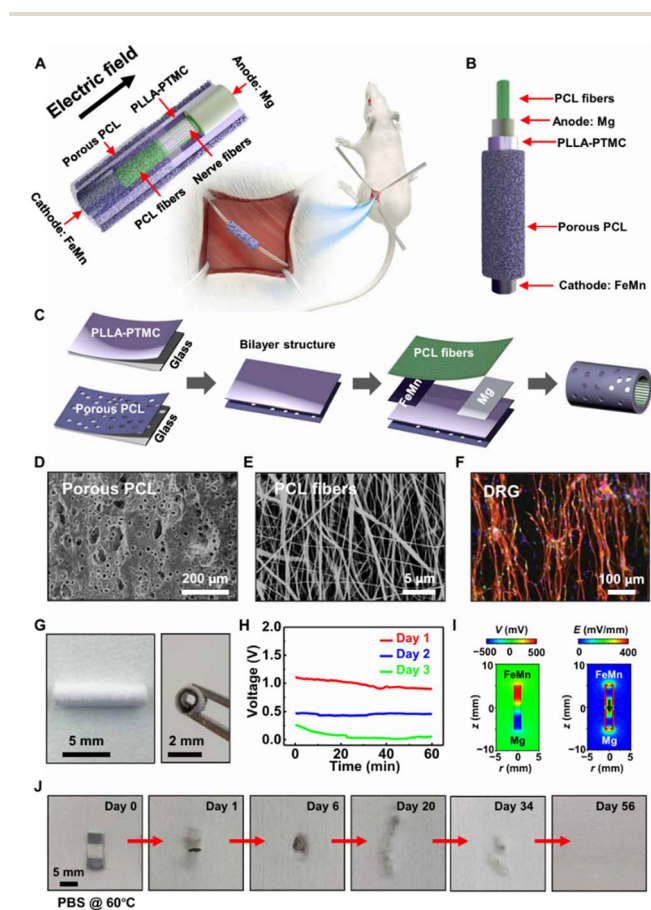 A
Electric field
PLLA-PTMC
Anode: Mg
Porous PCL
Nerve fibers
PCL fibers
Cathode: FeMn
B
PCL fibers
Anode: Mg
PLLA-PTMC
Porous PCL
Cathode: FeMn
C
PLLA-PTMC
Glass
Porous PCL
Glass
Bilayer structure
PCL fibers
FeMn
Mg
D
Porous PCL
200 μm
E
PCL fibers
5 μm
F
DRG
100 μm
G
5 mm
2 mm
H
Voltage (V)
2.0
1.5
1.0
0.5
0.0
Day 1
Day 2
Day 3
0 20 40 60
Time (min)
I
V (mV)
−500 500
E (mV/mm)
0 400
z (mm)
10
5
0
−5
−10
FeMn
Mg
−5 0 5
r (mm)
z (mm)
10
5
0
−5
−10
FeMn
Mg
−5 0 5
r (mm)
J
Day 0
5 mm
Day 1
Day 6
Day 20
Day 34
Day 56
PBS @ 60°C